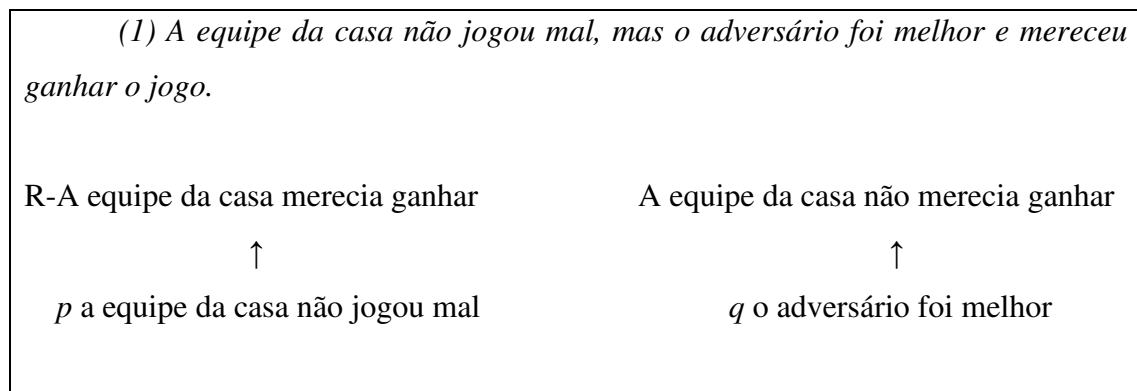 (1) A equipe da casa não jogou mal, mas o adversário foi melhor e mereceu
ganhar o jogo.
R-A equipe da casa merecia ganhar A equipe da casa não merecia ganhar
↑ ↑
p a equipe da casa não jogou mal q o adversário foi melhor